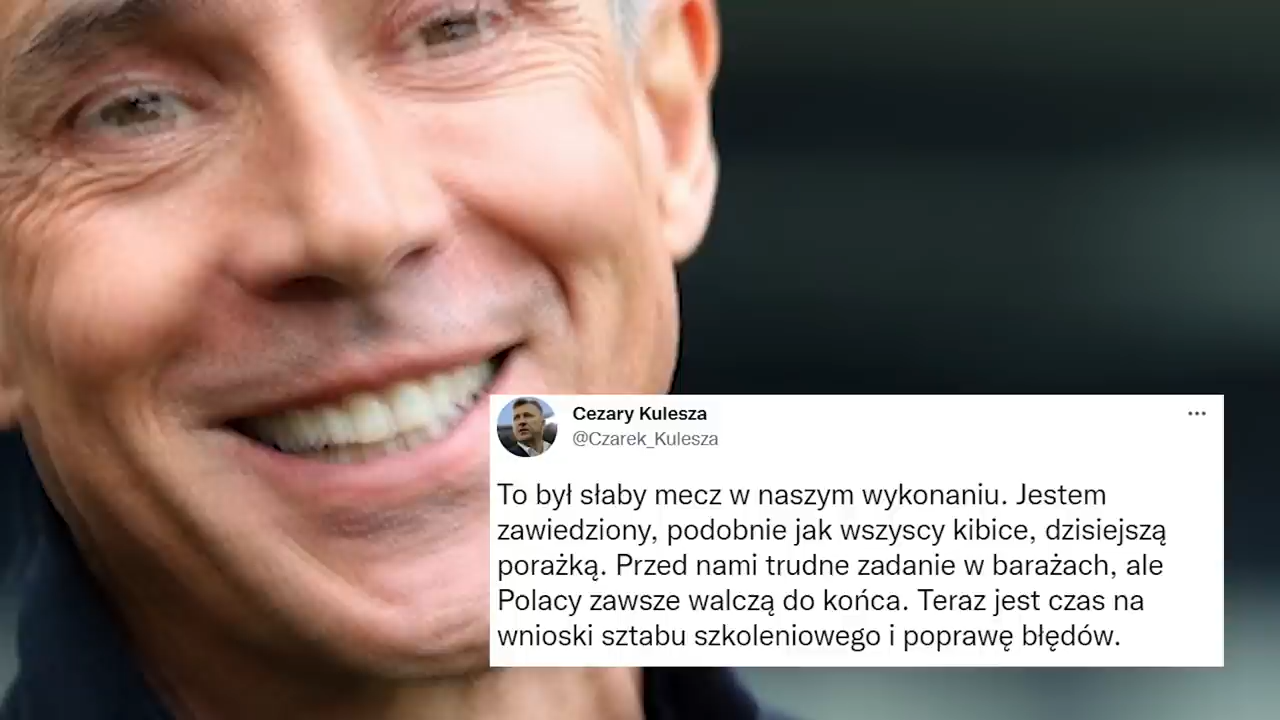 Cezary Kulesza
@Czarek_Kulesza
To był słaby mecz w naszym wykonaniu. Jestem
zawiedziony, podobnie jak wszyscy kibice, dzisiejszą
porażką. Przed nami trudne zadanie w barażach, ale
Polacy zawsze walczą do końca. Teraz jest czas na
wnioski sztabu szkoleniowego i poprawę błędów.